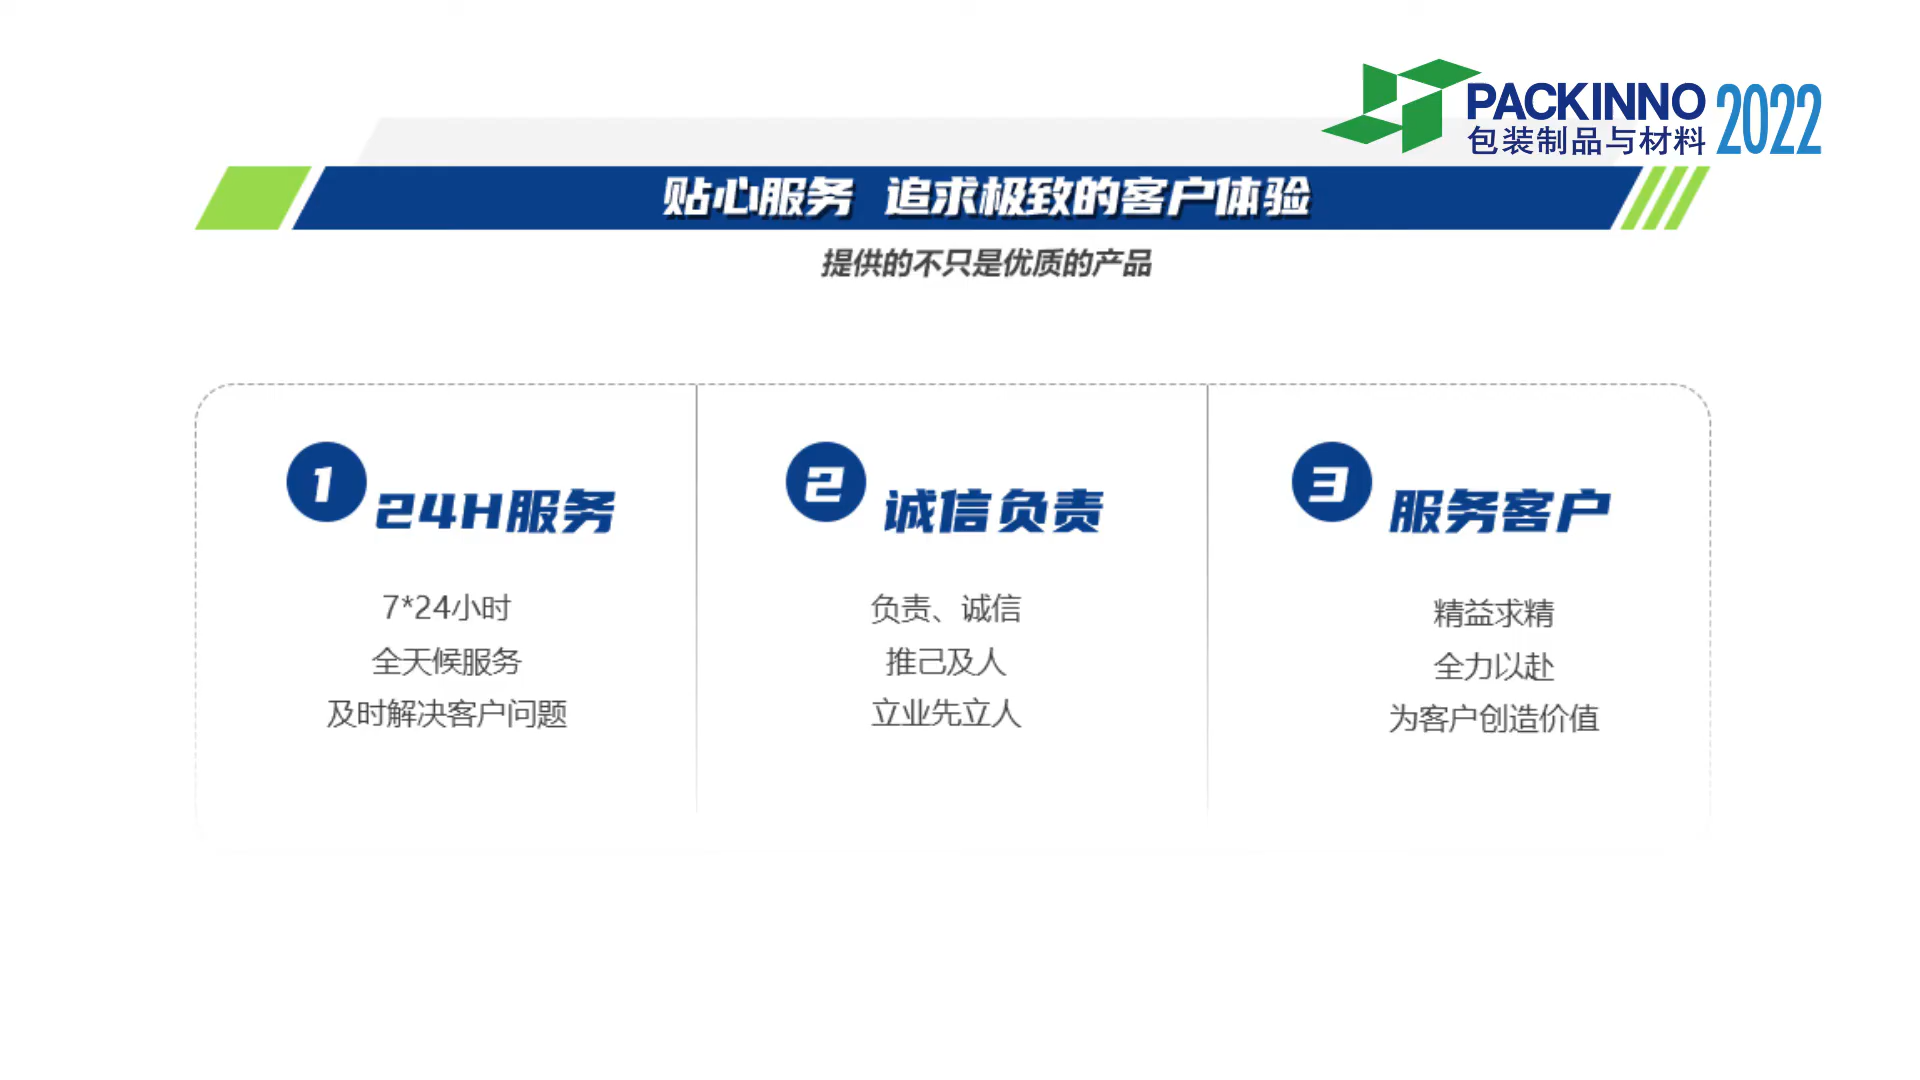 PACKINNO 2022
包装制品与材料
贴心服务 追求极致的客户体验
提供的不只是优质的产品
1 24H服务
7*24小时
全天候服务
及时解决客户问题
2 诚信负责
负责、诚信
推己及人
立业先立人
3 服务客户
精益求精
全力以赴
为客户创造价值